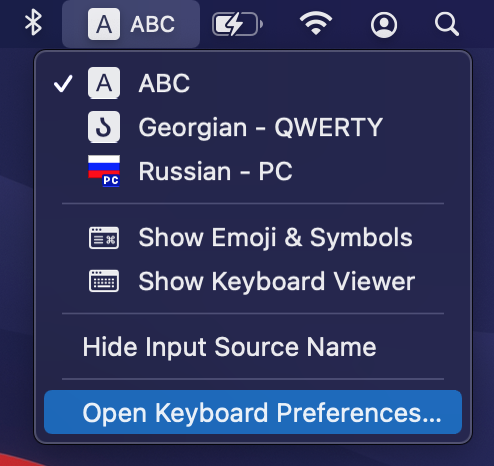 A ABC
A ABC
ა Georgian - QWERTY
PC Russian - PC
Show Emoji & Symbols
Show Keyboard Viewer
Hide Input Source Name
Open Keyboard Preferences...